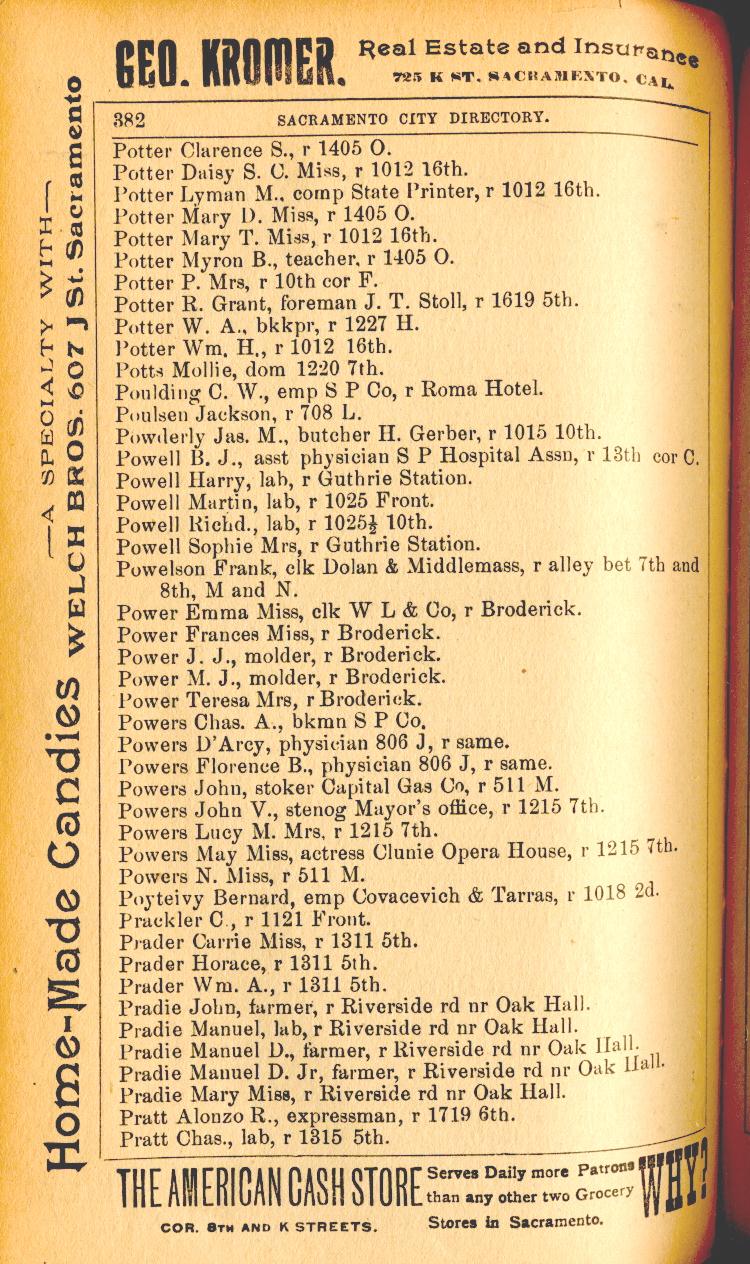 GEO. KROMER. Real Estate and Insurance
725 K ST. SACRAMENTO, CAL.
382 SACRAMENTO CITY DIRECTORY.
Potter Clarence S., r 1405 O.
Potter Daisy S. C. Miss, r 1012 16th.
Potter Lyman M., comp State Printer, r 1012 16th.
Potter Mary D. Miss, r 1405 O.
Potter Mary T. Miss, r 1012 16th.
Potter Myron B., teacher, r 1405 O.
Potter P. Mrs, r 10th cor F.
Potter R. Grant, foreman J. T. Stoll, r 1619 5th.
Potter W. A., bkkpr, r 1227 H.
Potter Wm. H., r 1012 16th.
Potts Mollie, dom 1220 7th.
Poulding C. W., emp S P Co, r Roma Hotel.
Poulsen Jackson, r 708 L.
Powderly Jas. M., butcher H. Gerber, r 1015 10th.
Powell B. J., asst physician S P Hospital Assn, r 13th cor C.
Powell Harry, lab, r Guthrie Station.
Powell Martin, lab, r 1025 Front.
Powell Richd., lab, r 1025½ 10th.
Powell Sophie Mrs, r Guthrie Station.
Powelson Frank, clk Dolan & Middlemass, r alley bet 7th and
8th, M and N.
Power Emma Miss, clk W L & Co, r Broderick.
Power Frances Miss, r Broderick.
Power J. J., molder, r Broderick.
Power M. J., molder, r Broderick.
Power Teresa Mrs, r Broderick.
Powers Chas. A., bkmn S P Co.
Powers D'Arcy, physician 806 J, r same.
Powers Florence B., physician 806 J, r same.
Powers John, stoker Capital Gas Co, r 511 M.
Powers John V., stenog Mayor's office, r 1215 7th.
Powers Lucy M. Mrs, r 1215 7th.
Powers May Miss, actress Clunie Opera House, r 1215 7th.
Powers N. Miss, r 511 M.
Poyteivy Bernard, emp Covacevich & Tarras, r 1018 2d.
Prackler C., r 1121 Front.
Prader Carrie Miss, r 1311 5th.
Prader Horace, r 1311 5th.
Prader Wm. A., r 1311 5th.
Pradie John, farmer, r Riverside rd nr Oak Hall.
Pradie Manuel, lab, r Riverside rd nr Oak Hall.
Pradie Manuel D., farmer, r Riverside rd nr Oak Hall.
Pradie Manuel D. Jr, farmer, r Riverside rd nr Oak Hall.
Pradie Mary Miss, r Riverside rd nr Oak Hall.
Pratt Alonzo R., expressman, r 1719 6th.
Pratt Chas., lab, r 1315 5th.
Home-Made Candies —A SPECIALTY WITH—
WELCH BROS. 607 J St. Sacramento
THE AMERICAN CASH STORE
COR. 8TH AND K STREETS.
Serves Daily more Patrons
than any other two Grocery
Stores in Sacramento.
WHY?